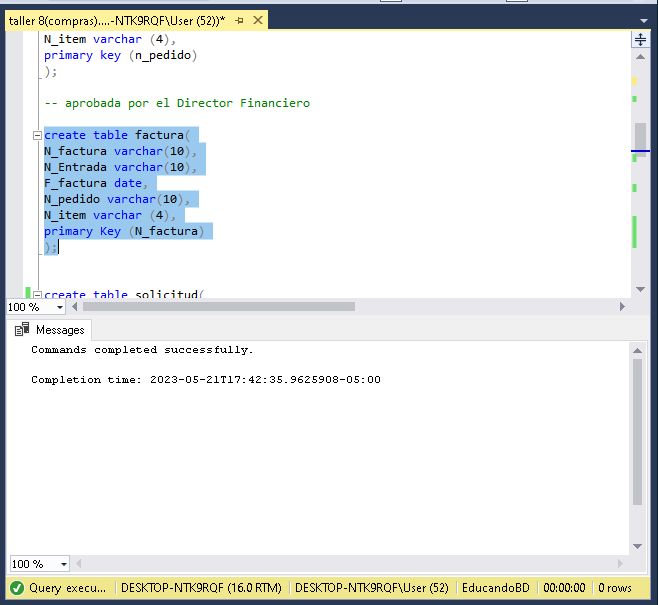 taller 8(compras)....-NTK9RQF\User (52))*
N_item varchar (4),
primary key (n_pedido)
);
-- aprobada por el Director Financiero
create table factura(
N_factura varchar(10),
N_Entrada varchar(10),
F_factura date,
N_pedido varchar(10),
N_item varchar (4),
primary Key (N_factura)
);
create table solicitud(
100 %
Messages
Commands completed successfully.
Completion time: 2023-05-21T17:42:35.9625908-05:00
100 %
Query execu... DESKTOP-NTK9RQF (16.0 RTM) DESKTOP-NTK9RQF\User (52) EducandoBD 00:00:00 0 rows